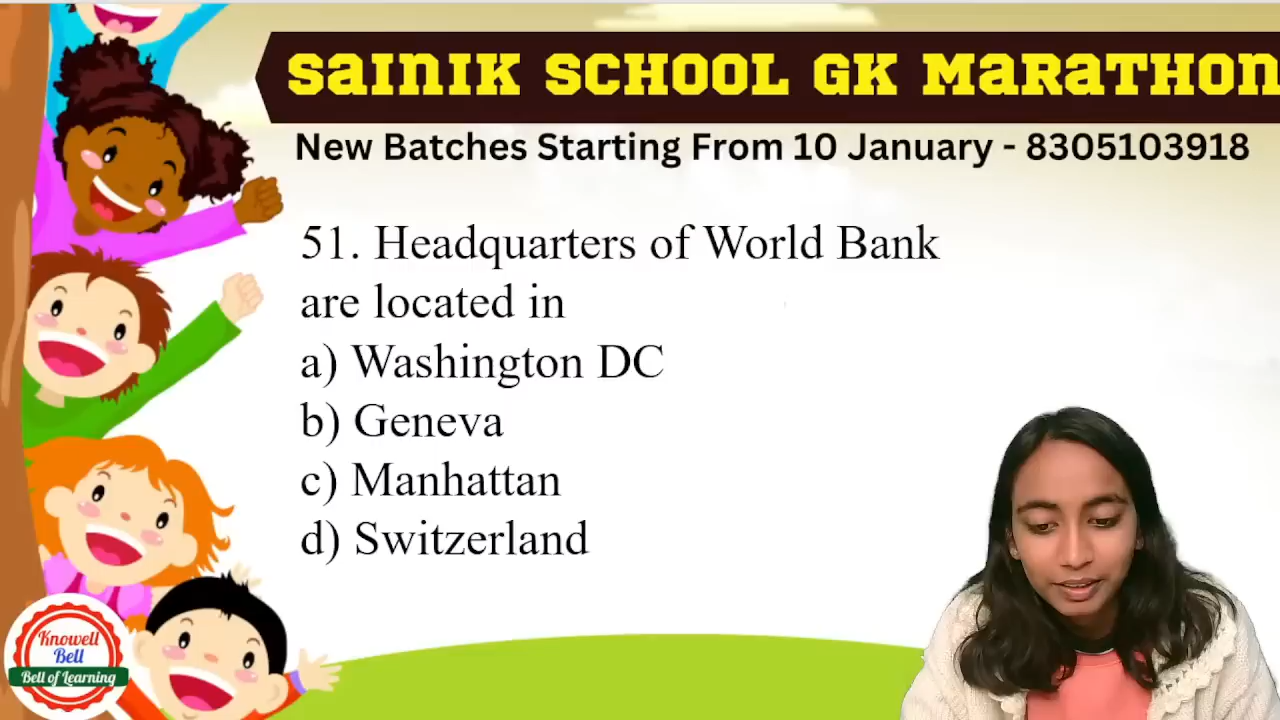 SAINIK SCHOOL GK MARATHON
New Batches Starting From 10 January - 8305103918
51. Headquarters of World Bank
are located in
a) Washington DC
b) Geneva
c) Manhattan
d) Switzerland
Knowell
Bell
Bell of Learning